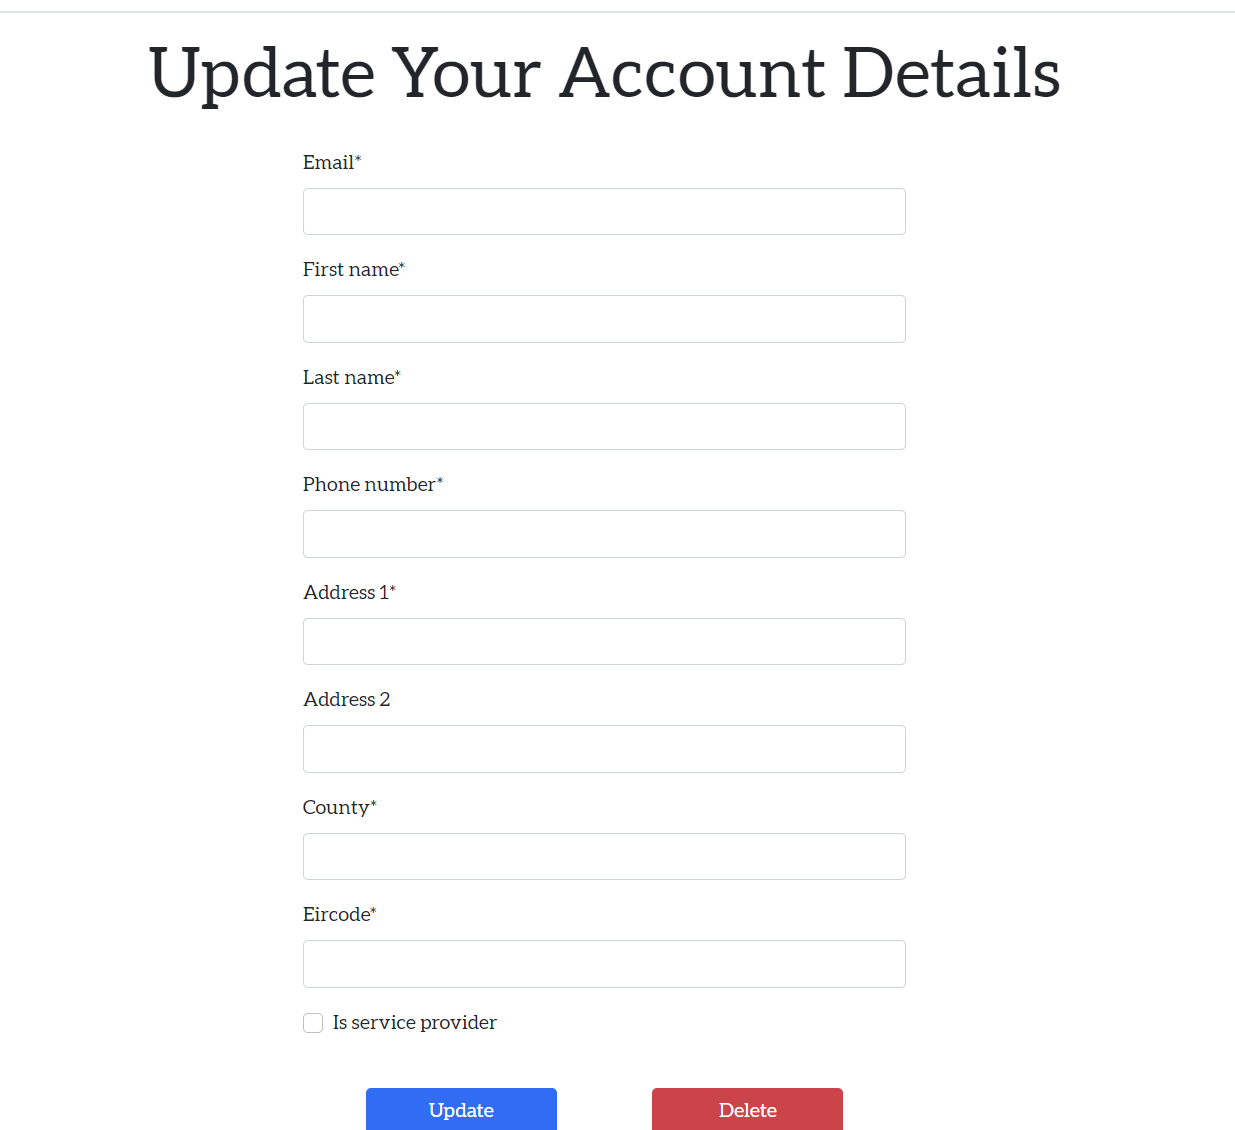 Update Your Account Details
Email*
First name*
Last name*
Phone number*
Address 1*
Address 2
County*
Eircode*
Is service provider
Update Delete